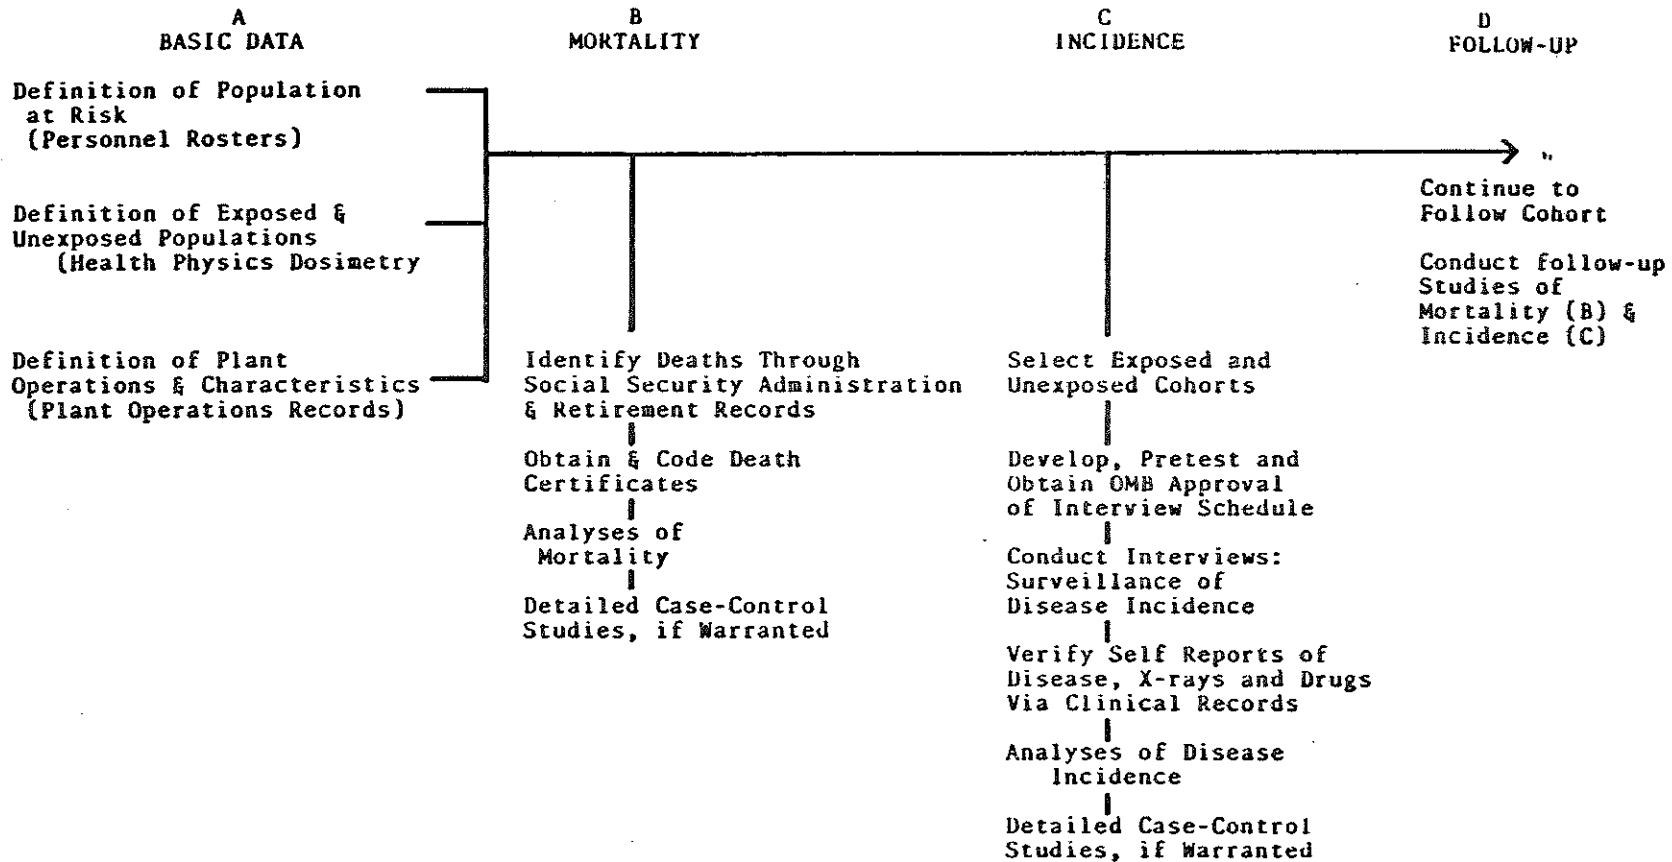 A
BASIC DATA
Definition of Population
at Risk
(Personnel Rosters)
Definition of Exposed &
Unexposed Populations
(Health Physics Dosimetry
Definition of Plant
Operations & Characteristics
(Plant Operations Records)
B
MORTALITY
Identify Deaths Through
Social Security Administration
& Retirement Records
Obtain & Code Death
Certificates
Analyses of
Mortality
Detailed Case-Control
Studies, if Warranted
C
INCIDENCE
Select Exposed and
Unexposed Cohorts
Develop, Pretest and
Obtain OMB Approval
of Interview Schedule
Conduct Interviews:
Surveillance of
Disease Incidence
Verify Self Reports of
Disease, X-rays and Drugs
Via Clinical Records
Analyses of Disease
Incidence
Detailed Case-Control
Studies, if Warranted
D
FOLLOW-UP
Continue to
Follow Cohort
Conduct follow-up
Studies of
Mortality (B) &
Incidence (C)